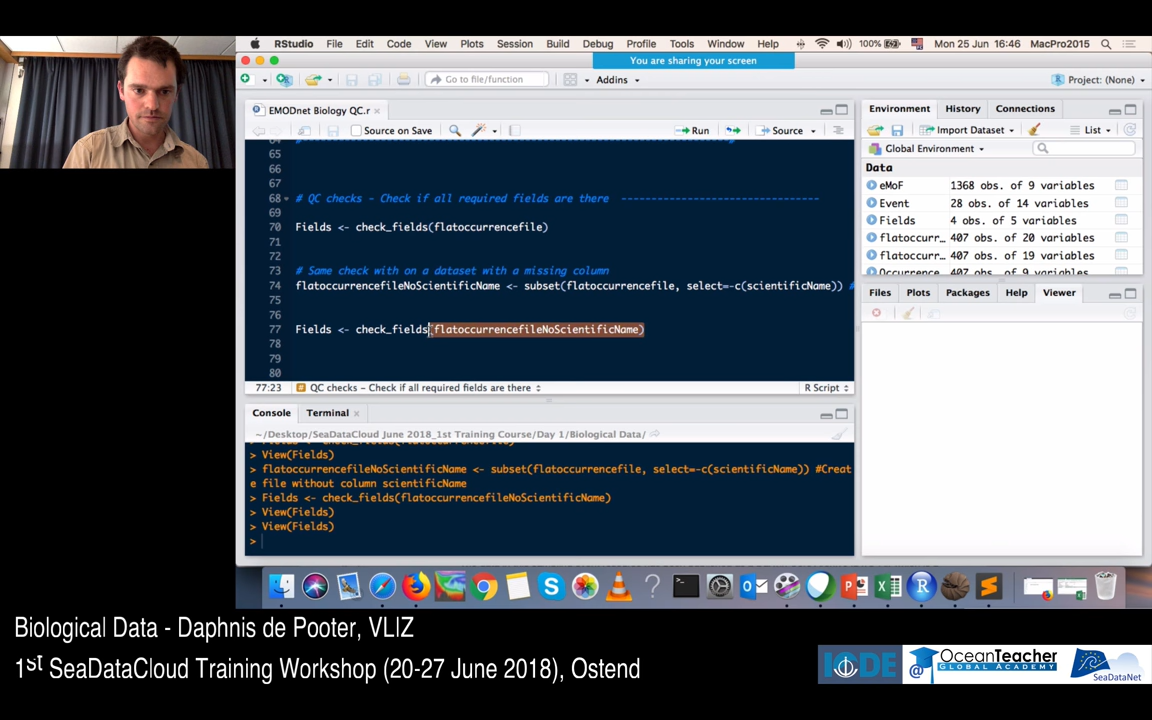 RStudio File Edit Code View Plots Session Build Debug Profile Tools Window Help 100% Mon 25 Jun 16:46 MacPro2015
You are sharing your screen
Go to file/function Addins Project: (None)
EMODnet Biology QC.r
Source on Save Run Source
65
66
67
68 # QC checks - Check if all required fields are there -------------------------------
69
70 Fields <- check_fields(flatoccurrencefile)
71
72
73 # Same check with on a dataset with a missing column
74 flatoccurrencefileNoScientificName <- subset(flatoccurrencefile, select=-c(scientificName)) #
75
76
77 Fields <- check_fields(flatoccurrencefileNoScientificName)
78
79
80
77:23 # QC checks - Check if all required fields are there R Script
Console Terminal
~/Desktop/SeaDataCloud June 2018_1st Training Course/Day 1/Biological Data/
> View(Fields)
> flatoccurrencefileNoScientificName <- subset(flatoccurrencefile, select=-c(scientificName)) #Creat
e file without column scientificName
> Fields <- check_fields(flatoccurrencefileNoScientificName)
> View(Fields)
> View(Fields)
>
Environment History Connections
Import Dataset List
Global Environment
Data
eMoF 1368 obs. of 9 variables
Event 28 obs. of 14 variables
Fields 4 obs. of 5 variables
flatoccurr… 407 obs. of 20 variables
flatoccurr… 407 obs. of 19 variables
Occurrence 407 obs. of 9 variables
Files Plots Packages Help Viewer
Biological Data - Daphnis de Pooter, VLIZ
1st SeaDataCloud Training Workshop (20-27 June 2018), Ostend
IODE
@ OceanTeacher
GLOBAL ACADEMY
SeaDataNet